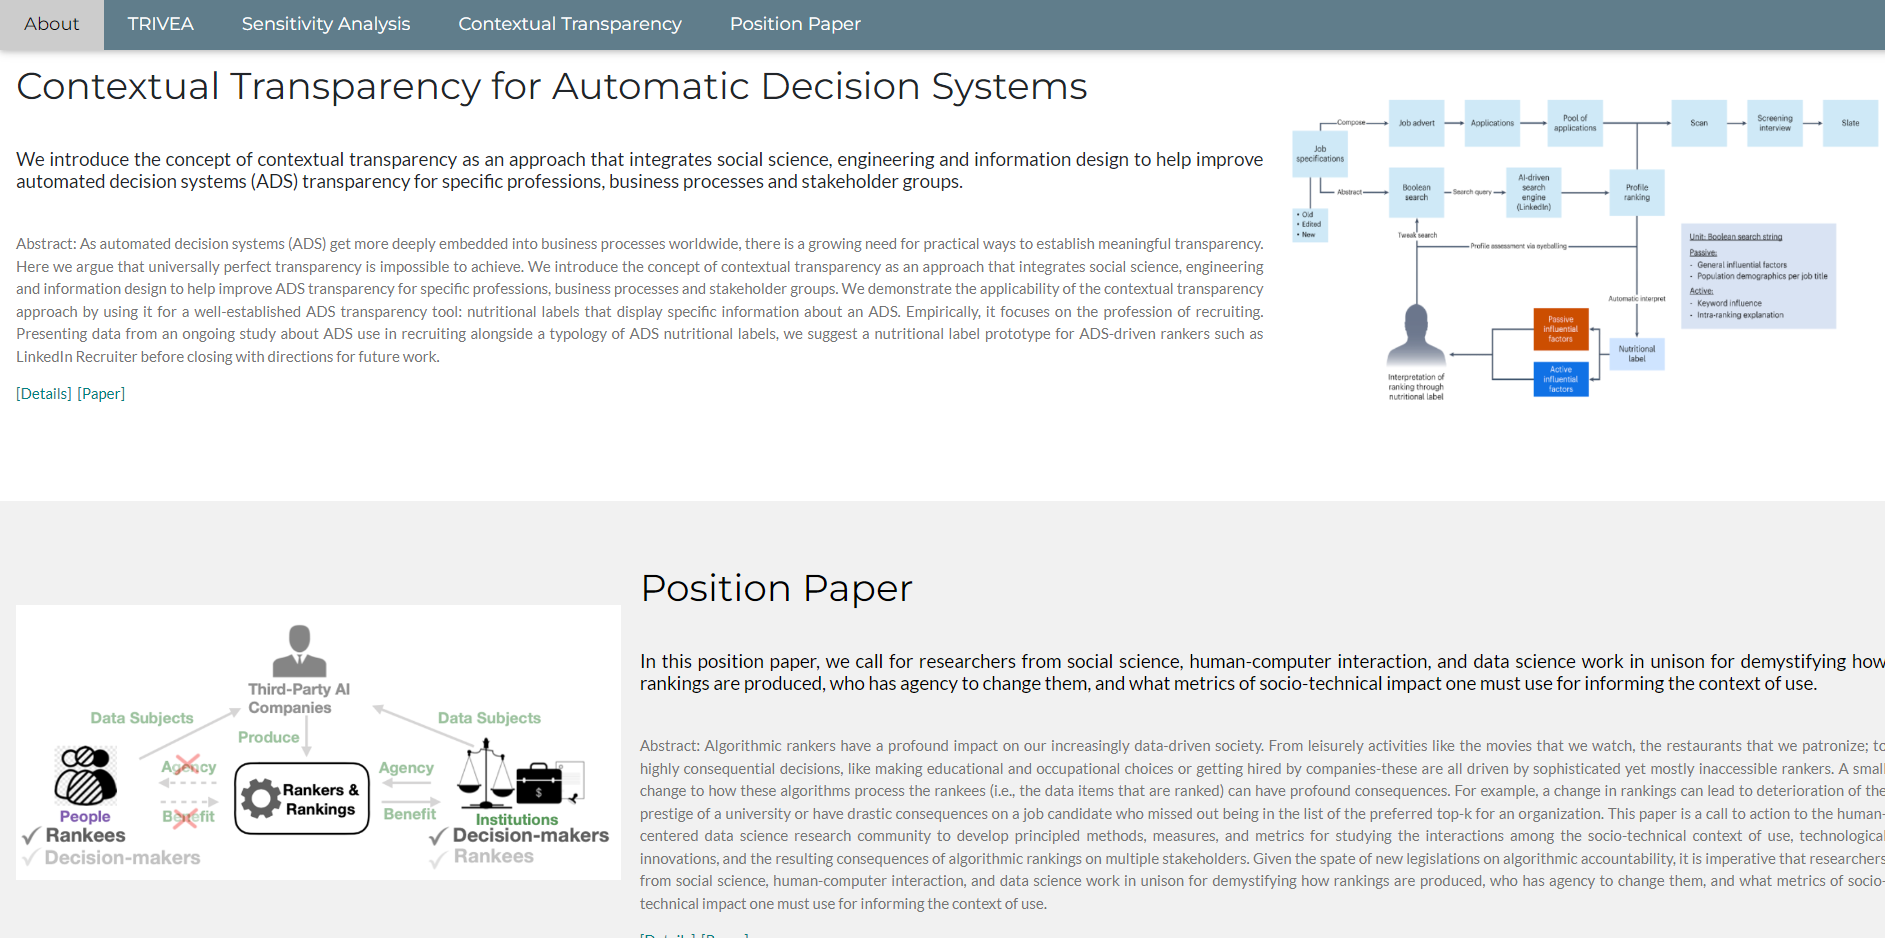 About TRIVEA Sensitivity Analysis Contextual Transparency Position Paper
Contextual Transparency for Automatic Decision Systems
We introduce the concept of contextual transparency as an approach that integrates social science, engineering and information design to help improve
automated decision systems (ADS) transparency for specific professions, business processes and stakeholder groups.
Abstract: As automated decision systems (ADS) get more deeply embedded into business processes worldwide, there is a growing need for practical ways to establish meaningful transparency.
Here we argue that universally perfect transparency is impossible to achieve. We introduce the concept of contextual transparency as an approach that integrates social science, engineering
and information design to help improve ADS transparency for specific professions, business processes and stakeholder groups. We demonstrate the applicability of the contextual transparency
approach by using it for a well-established ADS transparency tool: nutritional labels that display specific information about an ADS. Empirically, it focuses on the profession of recruiting.
Presenting data from an ongoing study about ADS use in recruiting alongside a typology of ADS nutritional labels, we suggest a nutritional label prototype for ADS-driven rankers such as
LinkedIn Recruiter before closing with directions for future work.
[Details] [Paper]
Job
specifications
• Old
• Edited
• New
Compose
Job advert
Applications
Pool of
applications
Scan
Screening
interview
Slate
Abstract
Boolean
search
Search query
AI-driven
search
engine
(LinkedIn)
Profile
ranking
Tweak search
Profile assessment via eyeballing
Unit: Boolean search string
Passive:
- General influential factors
- Population demographics per job title
Active:
- Keyword influence
- Intra-ranking explanation
Automatic interpret
Nutritional
label
Passive
influential
factors
Active
influential
factors
Interpretation of
ranking through
nutritional label
Third-Party AI
Companies
Data Subjects
Data Subjects
Produce
Agency
Benefit
Rankers &
Rankings
Agency
Benefit
$
People
Rankees
Decision-makers
Institutions
Decision-makers
Rankees
Position Paper
In this position paper, we call for researchers from social science, human-computer interaction, and data science work in unison for demystifying how
rankings are produced, who has agency to change them, and what metrics of socio-technical impact one must use for informing the context of use.
Abstract: Algorithmic rankers have a profound impact on our increasingly data-driven society. From leisurely activities like the movies that we watch, the restaurants that we patronize; to
highly consequential decisions, like making educational and occupational choices or getting hired by companies-these are all driven by sophisticated yet mostly inaccessible rankers. A small
change to how these algorithms process the rankees (i.e., the data items that are ranked) can have profound consequences. For example, a change in rankings can lead to deterioration of the
prestige of a university or have drastic consequences on a job candidate who missed out being in the list of the preferred top-k for an organization. This paper is a call to action to the human-
centered data science research community to develop principled methods, measures, and metrics for studying the interactions among the socio-technical context of use, technological
innovations, and the resulting consequences of algorithmic rankings on multiple stakeholders. Given the spate of new legislations on algorithmic accountability, it is imperative that researchers
from social science, human-computer interaction, and data science work in unison for demystifying how rankings are produced, who has agency to change them, and what metrics of socio-
technical impact one must use for informing the context of use.